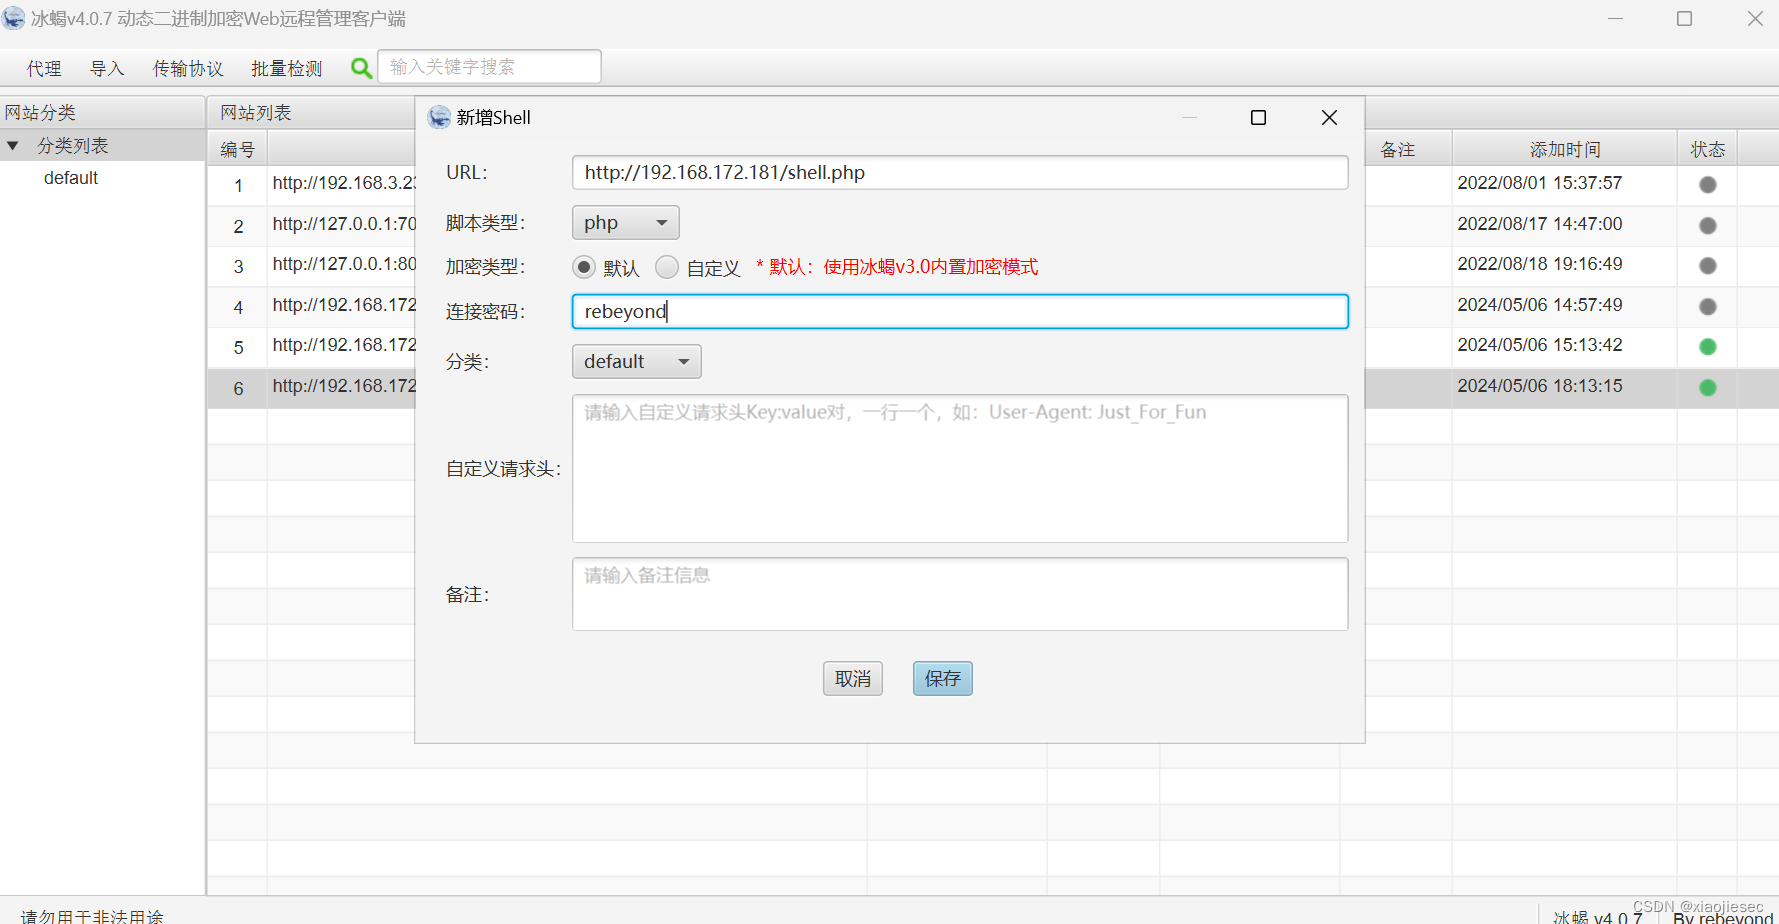 冰蝎v4.0.7 动态二进制加密Web远程管理客户端
代理 导入 传输协议 批量检测 输入关键字搜索
网站分类
分类列表
default
网站列表
编号 备注 添加时间 状态
1 http://192.168.3.23 2022/08/01 15:37:57
2 http://127.0.0.1:70 2022/08/17 14:47:00
3 http://127.0.0.1:80 2022/08/18 19:16:49
4 http://192.168.172 2024/05/06 14:57:49
5 http://192.168.172 2024/05/06 15:13:42
6 http://192.168.172 2024/05/06 18:13:15
新增Shell
URL: http://192.168.172.181/shell.php
脚本类型: php
加密类型: 默认 自定义 * 默认：使用冰蝎v3.0内置加密模式
连接密码: rebeyond
分类: default
自定义请求头: 请输入自定义请求头Key:value对，一行一个，如：User-Agent: Just_For_Fun
备注: 请输入备注信息
取消 保存
请勿用于非法用途
冰蝎 v4.0.7 By rebeyond
CSDN @xiaojiesec